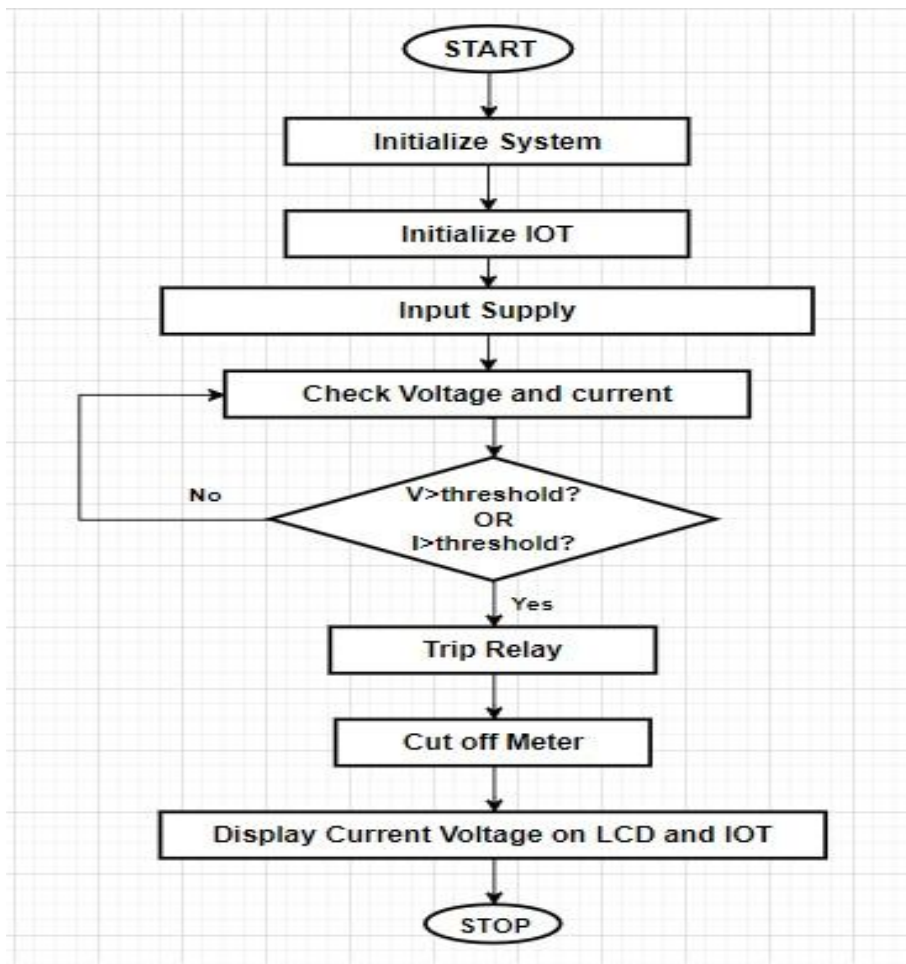 START
Initialize System
Initialize IOT
Input Supply
Check Voltage and current
No
V>threshold?
OR
I>threshold?
Yes
Trip Relay
Cut off Meter
Display Current Voltage on LCD and IOT
STOP